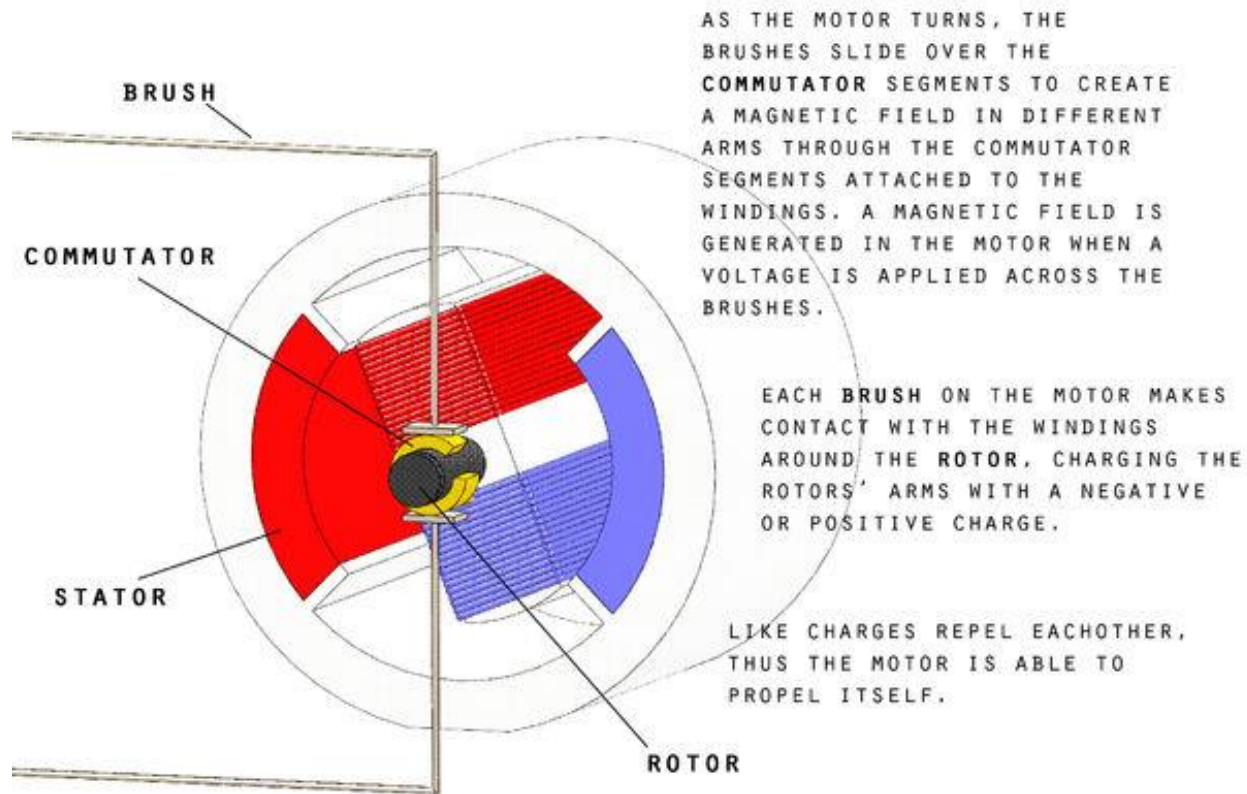 AS THE MOTOR TURNS, THE
BRUSHES SLIDE OVER THE
COMMUTATOR SEGMENTS TO CREATE
A MAGNETIC FIELD IN DIFFERENT
ARMS THROUGH THE COMMUTATOR
SEGMENTS ATTACHED TO THE
WINDINGS. A MAGNETIC FIELD IS
GENERATED IN THE MOTOR WHEN A
VOLTAGE IS APPLIED ACROSS THE
BRUSHES.
BRUSH
COMMUTATOR
EACH BRUSH ON THE MOTOR MAKES
CONTACT WITH THE WINDINGS
AROUND THE ROTOR, CHARGING THE
ROTORS' ARMS WITH A NEGATIVE
OR POSITIVE CHARGE.
STATOR
LIKE CHARGES REPEL EACHOTHER,
THUS THE MOTOR IS ABLE TO
PROPEL ITSELF.
ROTOR